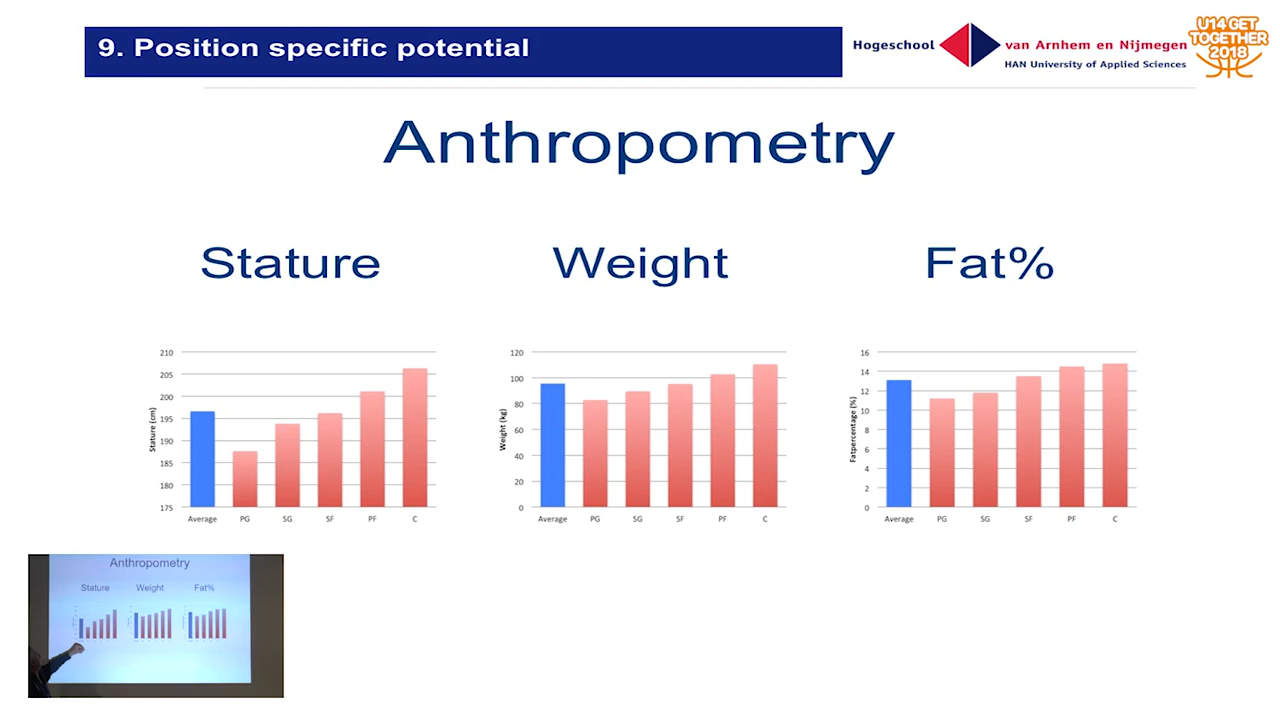 9. Position specific potential
Hogeschool van Arnhem en Nijmegen
HAN University of Applied Sciences
U14 GET
TOGETHER
2018
Anthropometry
Stature Weight Fat%
Stature (cm)
210
205
200
195
190
185
180
175
Average PG SG SF PF C
Weight (kg)
120
100
80
60
40
20
0
Average PG SG SF PF C
Fatpercentage (%)
16
14
12
10
8
6
4
2
0
Average PG SG SF PF C
Anthropometry
Stature Weight Fat%